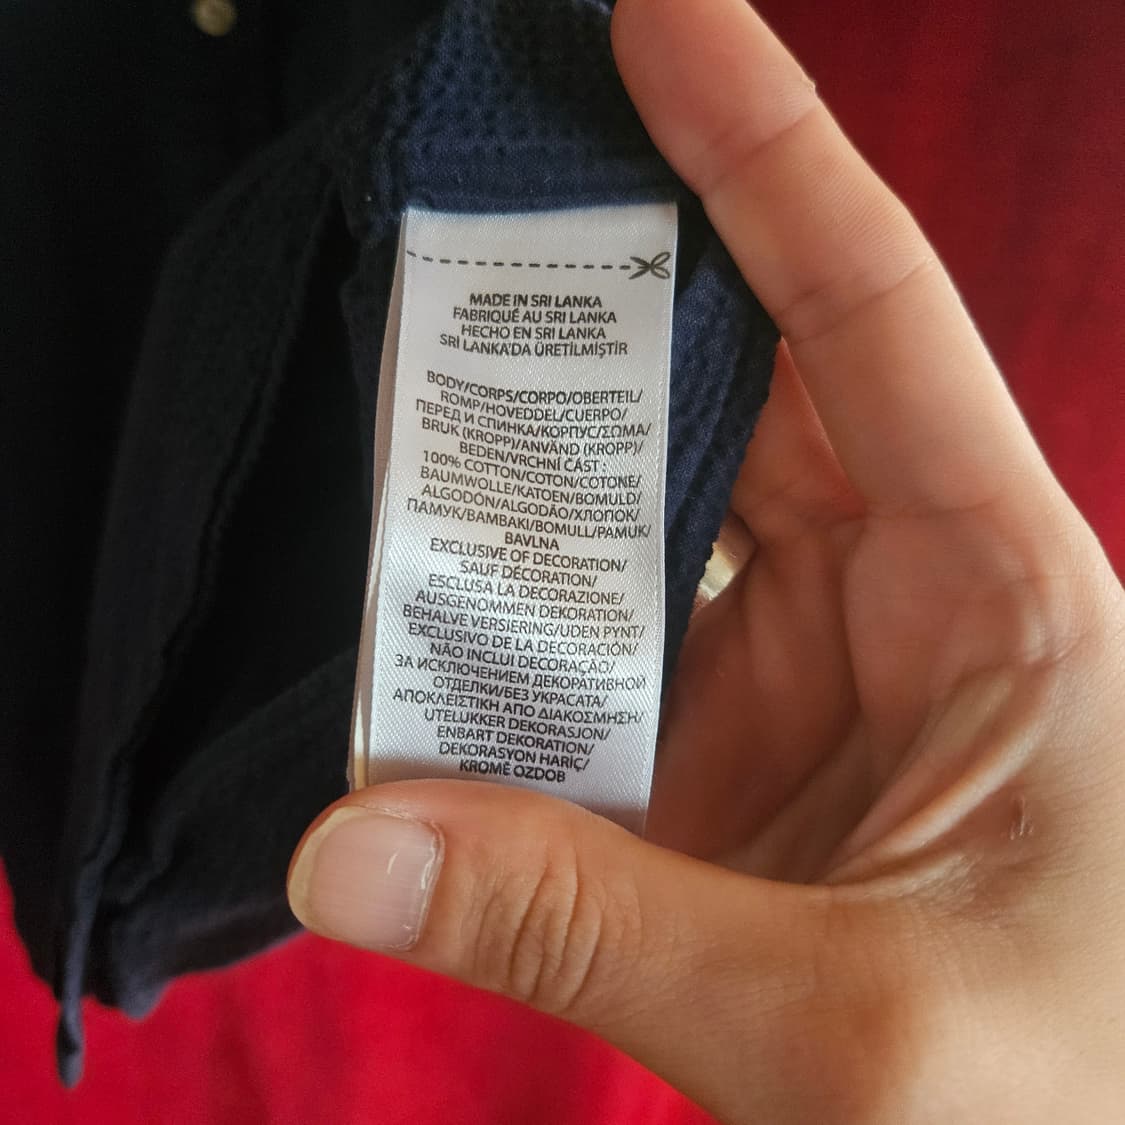 MADE IN SRI LANKA
FABRIQUÉ AU SRI LANKA
HECHO EN SRI LANKA
SRİ LANKA'DA ÜRETİLMİŞTİR
BODY/CORPS/CORPO/OBERTEIL/
ROMP/HOVEDDEL/CUERPO/
ПЕРЕД И СПИНКА/КОРПУС/ΣΩΜΑ/
BRUK (KROPP)/ANVÄND (KROPP)/
BEDEN/VRCHNÍ ČÁST :
100% COTTON/COTON/COTONE/
BAUMWOLLE/KATOEN/BOMULD/
ALGODÓN/ALGODÃO/ХЛОПОК/
ПАМУК/BAMBAKI/BOMULL/PAMUK/
BAVLNA
EXCLUSIVE OF DECORATION/
SAUF DÉCORATION/
ESCLUSA LA DECORAZIONE/
AUSGENOMMEN DEKORATION/
BEHALVE VERSIERING/UDEN PYNT/
EXCLUSIVO DE LA DECORACIÓN/
NÃO INCLUI DECORAÇÃO/
ЗА ИСКЛЮЧЕНИЕМ ДЕКОРАТИВНОЙ
ОТДЕЛКИ/БЕЗ УКРАСАТА/
ΑΠΟΚΛΕΙΣΤΙΚΗ ΑΠΟ ΔΙΑΚΟΣΜΗΣΗ/
UTELUKKER DEKORASJON/
ENBART DEKORATION/
DEKORASYON HARİÇ/
KROMĚ OZDOB